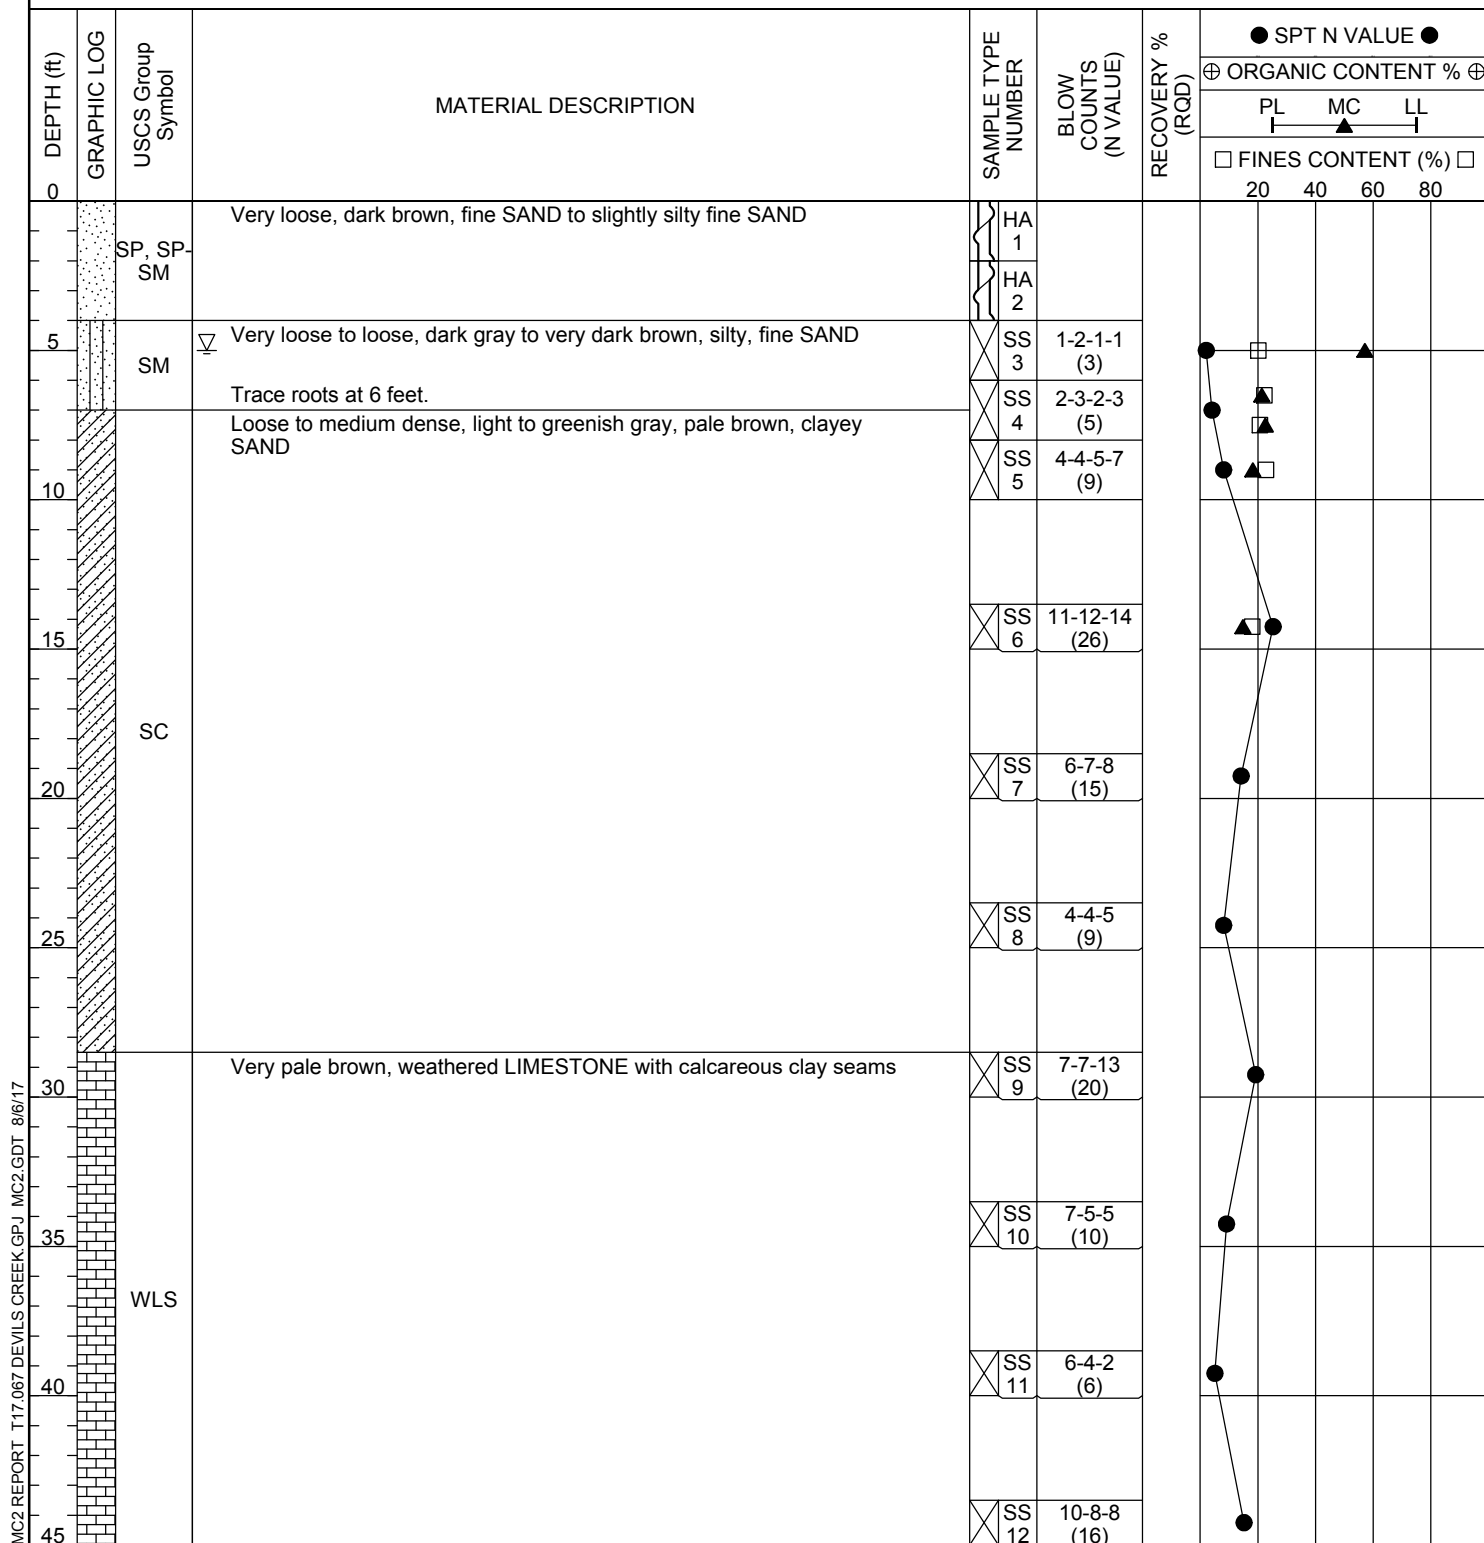 DEPTH (ft)
GRAPHIC LOG
USCS Group
Symbol
MATERIAL DESCRIPTION
SAMPLE TYPE
NUMBER
BLOW
COUNTS
(N VALUE)
RECOVERY %
(RQD)
● SPT N VALUE ●
⊕ ORGANIC CONTENT % ⊕
PL MC LL
□ FINES CONTENT (%) □
20 40 60 80
0
Very loose, dark brown, fine SAND to slightly silty fine SAND
SP, SP-
SM
HA
1
HA
2
Very loose to loose, dark gray to very dark brown, silty, fine SAND
5
SM
SS
3
1-2-1-1
(3)
Trace roots at 6 feet.
SS
4
2-3-2-3
(5)
Loose to medium dense, light to greenish gray, pale brown, clayey
SAND
SS
5
4-4-5-7
(9)
10
SS
6
11-12-14
(26)
15
SC
SS
7
6-7-8
(15)
20
SS
8
4-4-5
(9)
25
Very pale brown, weathered LIMESTONE with calcareous clay seams
SS
9
7-7-13
(20)
30
SS
10
7-5-5
(10)
35
WLS
SS
11
6-4-2
(6)
40
SS
12
10-8-8
(16)
45
MC2 REPORT T17.067 DEVILS CREEK.GPJ MC2.GDT 8/6/17